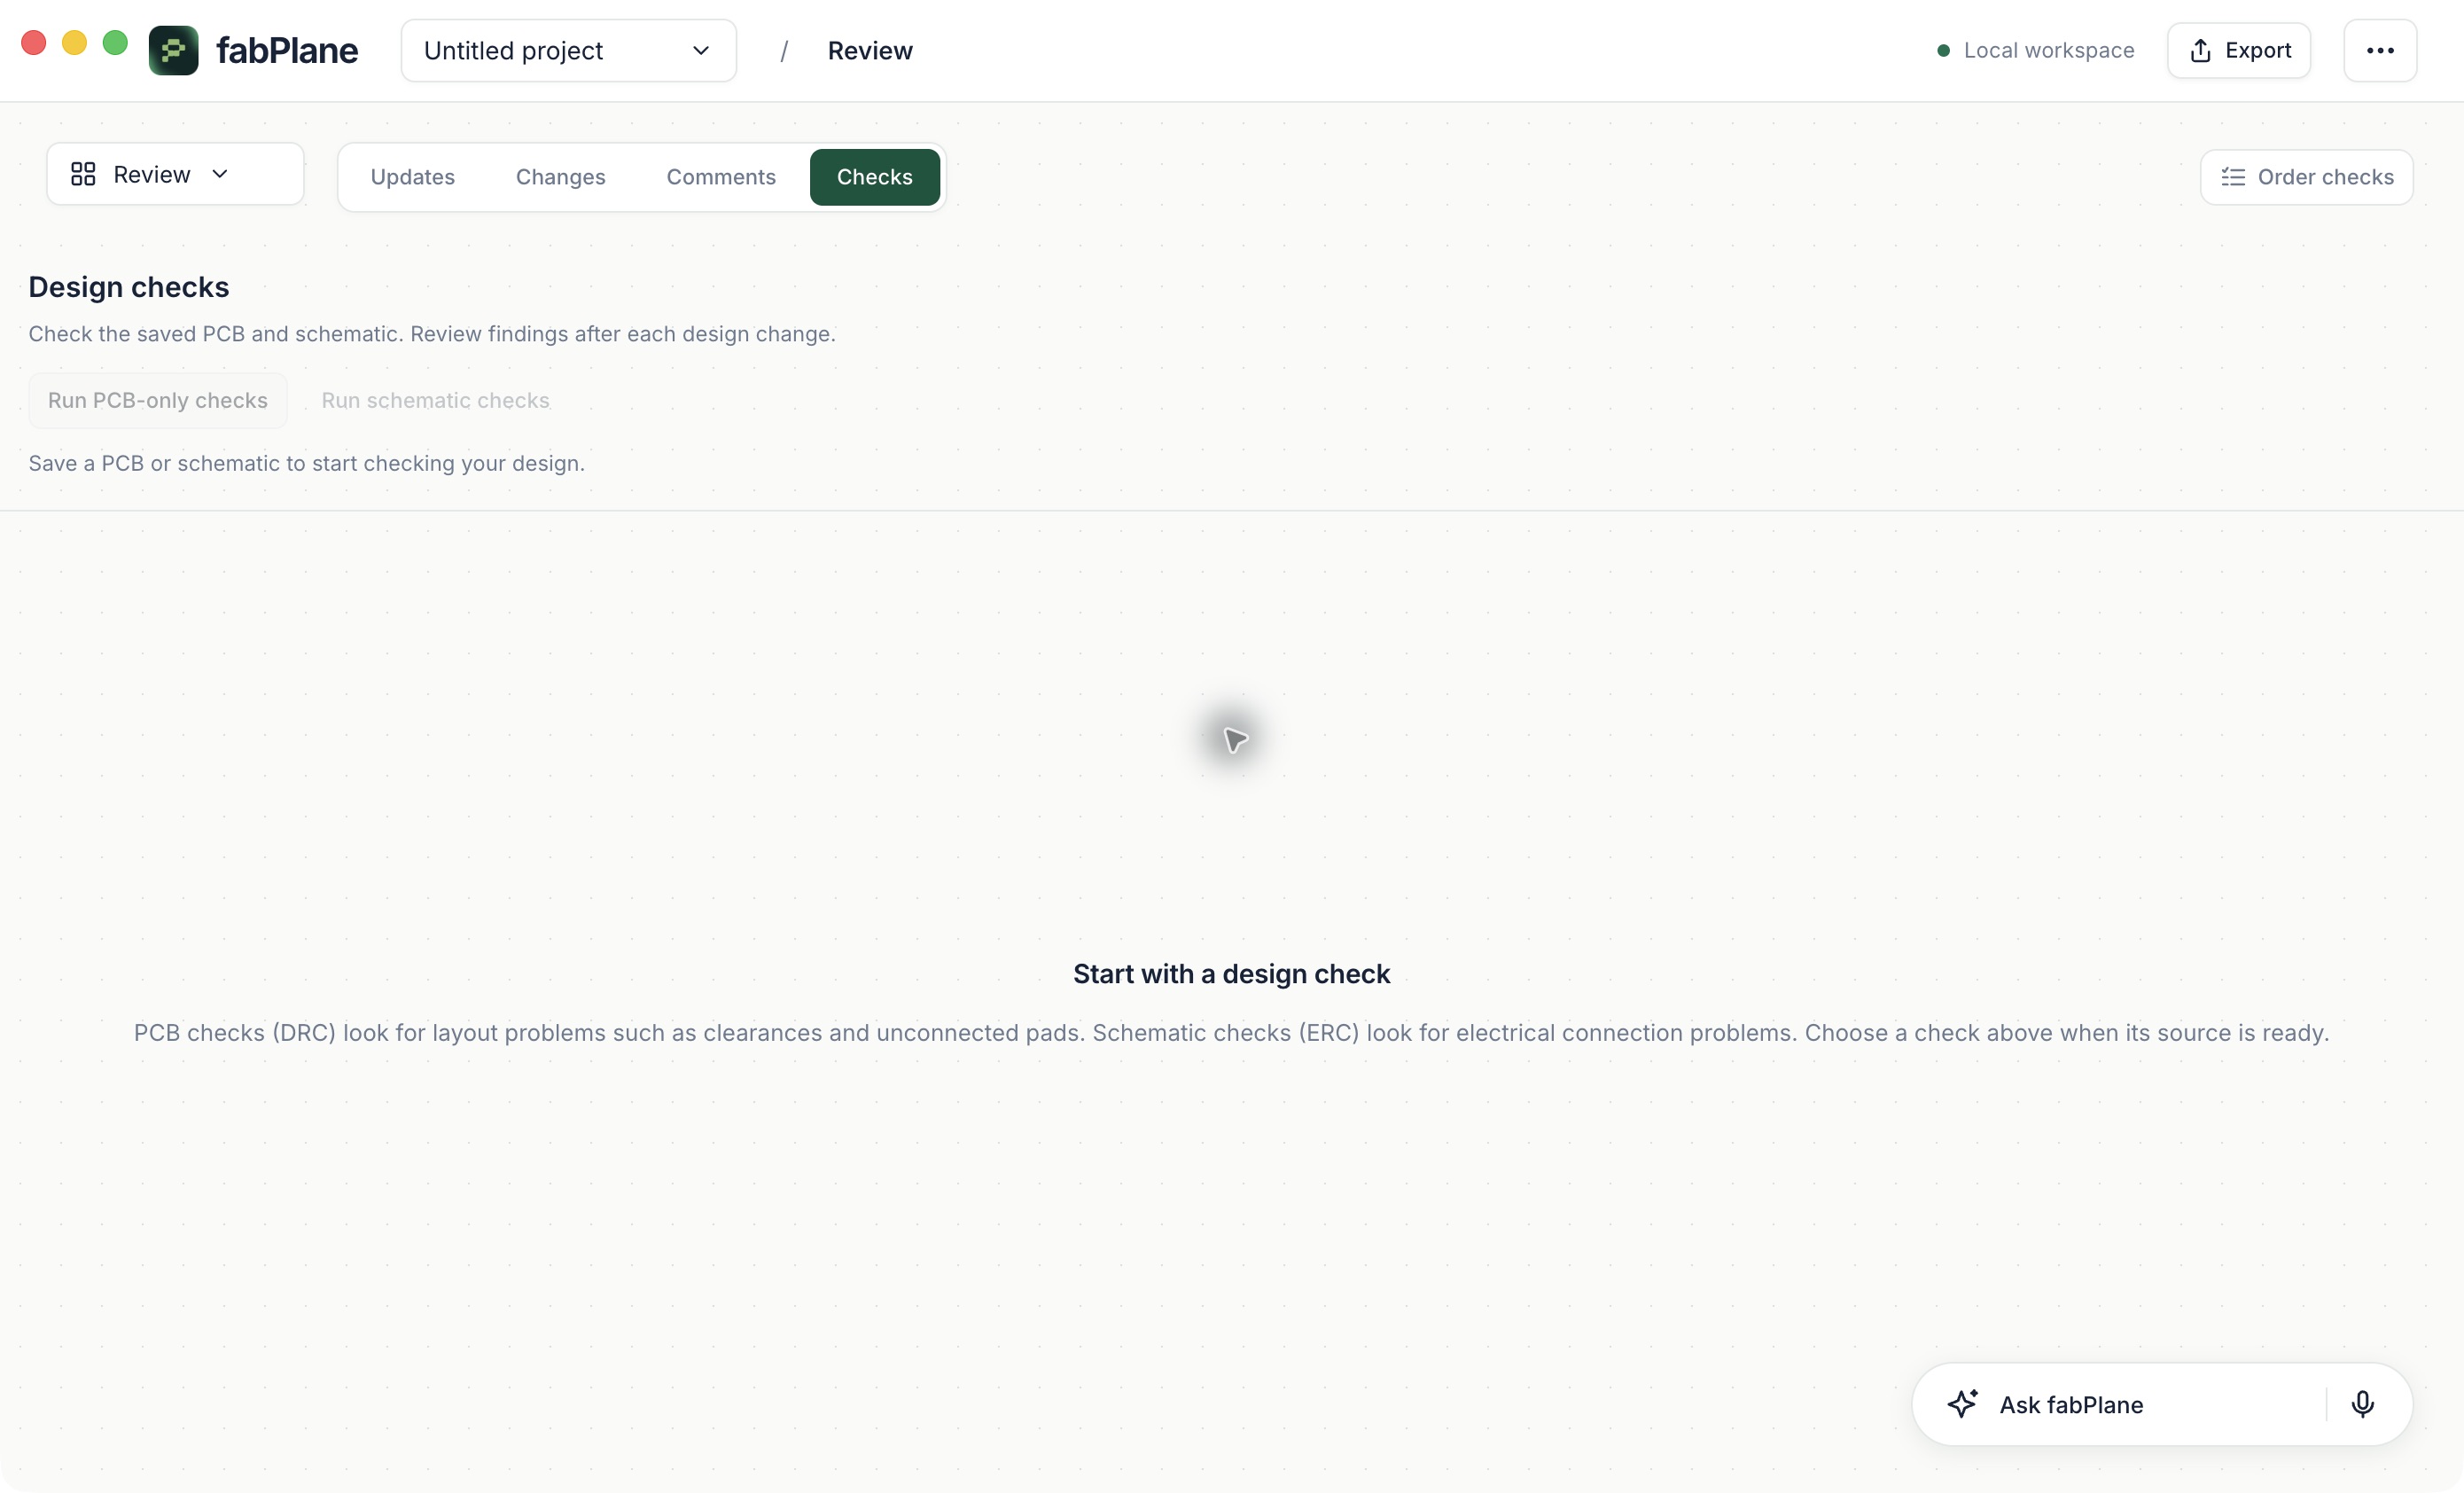 fabPlane
Untitled project
/
Review
Local workspace
Export
Review
Updates
Changes
Comments
Checks
Order checks
Design checks
Check the saved PCB and schematic. Review findings after each design change.
Run PCB-only checks
Run schematic checks
Save a PCB or schematic to start checking your design.
Start with a design check
PCB checks (DRC) look for layout problems such as clearances and unconnected pads. Schematic checks (ERC) look for electrical connection problems. Choose a check above when its source is ready.
Ask fabPlane